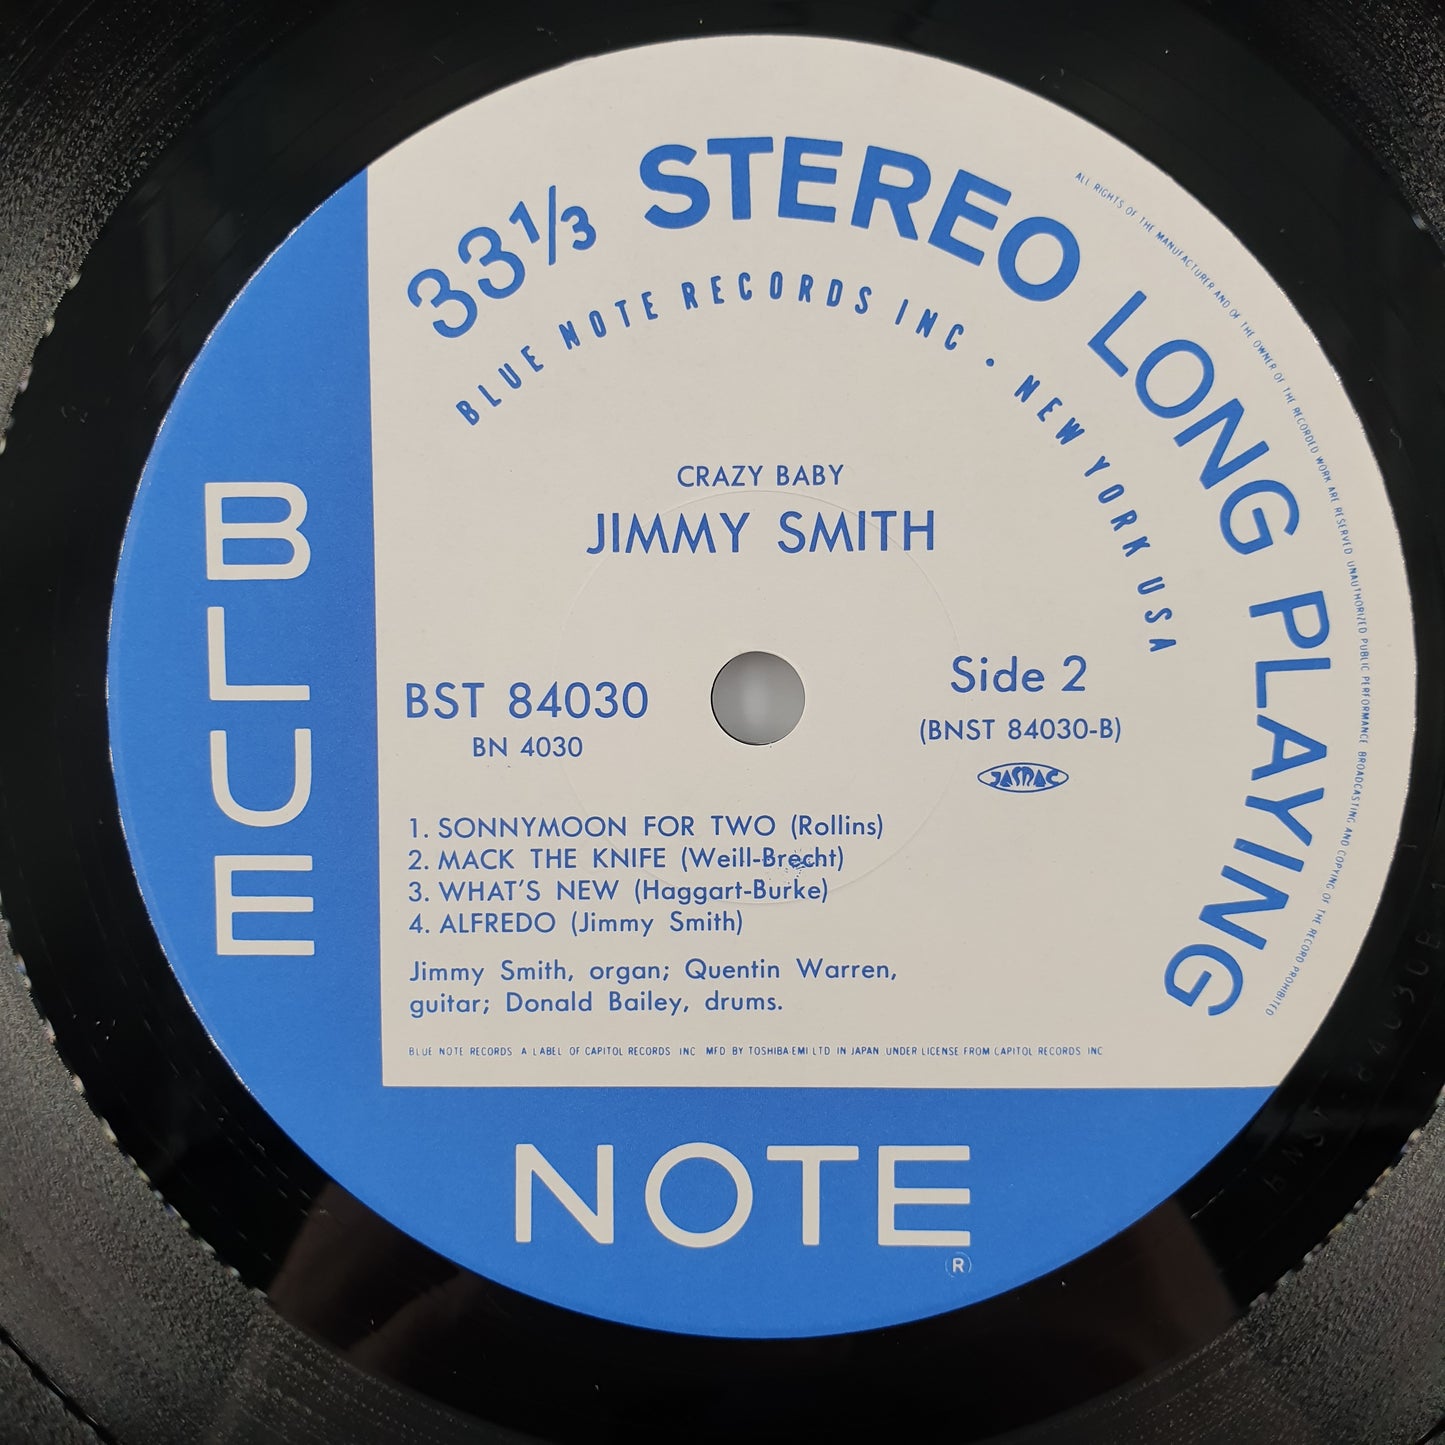 33 1/3 STEREO LONG PLAYING
ALL RIGHTS OF THE MANUFACTURER AND OF THE OWNER OF THE RECORDED WORK ARE RESERVED UNAUTHORIZED PUBLIC PERFORMANCE BROADCASTING AND COPYING OF THE RECORD PROHIBITED
BLUE NOTE RECORDS INC • NEW YORK USA
CRAZY BABY
JIMMY SMITH
BST 84030
BN 4030
Side 2
(BNST 84030-B)
JASRAC
1. SONNYMOON FOR TWO (Rollins)
2. MACK THE KNIFE (Weill-Brecht)
3. WHAT'S NEW (Haggart-Burke)
4. ALFREDO (Jimmy Smith)
Jimmy Smith, organ; Quentin Warren,
guitar; Donald Bailey, drums.
BLUE NOTE RECORDS A LABEL OF CAPITOL RECORDS INC MFD BY TOSHIBA EMI LTD IN JAPAN UNDER LICENSE FROM CAPITOL RECORDS INC
BLUE
NOTE
®